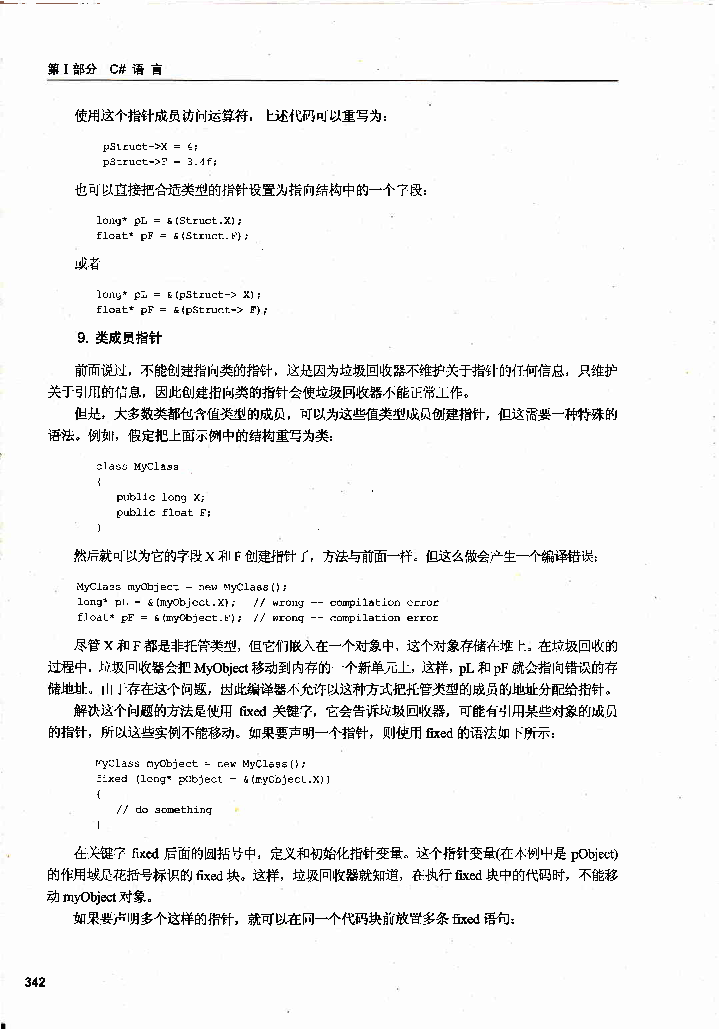 第 I 部分 C# 语 言
使用这个指针成员访问运算符，上述代码可以重写为：
pStruct->X = 4;
pStruct->F = 3.4f;
也可以直接把合适类型的指针设置为指向结构中的一个字段：
long* pL = &(Struct.X);
float* pF = &(Struct.F);
或者
long* pL = &(pStruct-> X);
float* pF = &(pStruct-> F);
9. 类成员指针
前面说过，不能创建指向类的指针，这是因为垃圾回收器不维护关于指针的任何信息，只维护
关于引用的信息，因此创建指向类的指针会使垃圾回收器不能正常工作。
但是，大多数类都包含值类型的成员，可以为这些值类型成员创建指针，但这需要一种特殊的
语法。例如，假定把上面示例中的结构重写为类：
class MyClass
{
public long X;
public float F;
}
然后就可以为它的字段 X 和 F 创建指针了，方法与前面一样。但这么做会产生一个编译错误：
MyClass myObject = new MyClass();
long* pL = &(myObject.X); // wrong -- compilation error
float* pF = &(myObject.F); // wrong -- compilation error
尽管 X 和 F 都是非托管类型，但它们嵌入在一个对象中，这个对象存储在堆上。在垃圾回收的
过程中，垃圾回收器会把 MyObject 移动到内存的一个新单元上，这样，pL 和 pF 就会指向错误的存
储地址。由于存在这个问题，因此编译器不允许以这种方式把托管类型的成员的地址分配给指针。
解决这个问题的方法是使用 fixed 关键字，它会告诉垃圾回收器，可能有引用某些对象的成员
的指针，所以这些实例不能移动。如果要声明一个指针，则使用 fixed 的语法如下所示：
MyClass myObject = new MyClass();
fixed (long* pObject = &(myObject.X))
{
// do something
}
在关键字 fixed 后面的圆括号中，定义和初始化指针变量。这个指针变量(在本例中是 pObject)
的作用域是花括号标识的 fixed 块。这样，垃圾回收器就知道，在执行 fixed 块中的代码时，不能移
动 myObject 对象。
如果要声明多个这样的指针，就可以在同一个代码块前放置多条 fixed 语句：
342